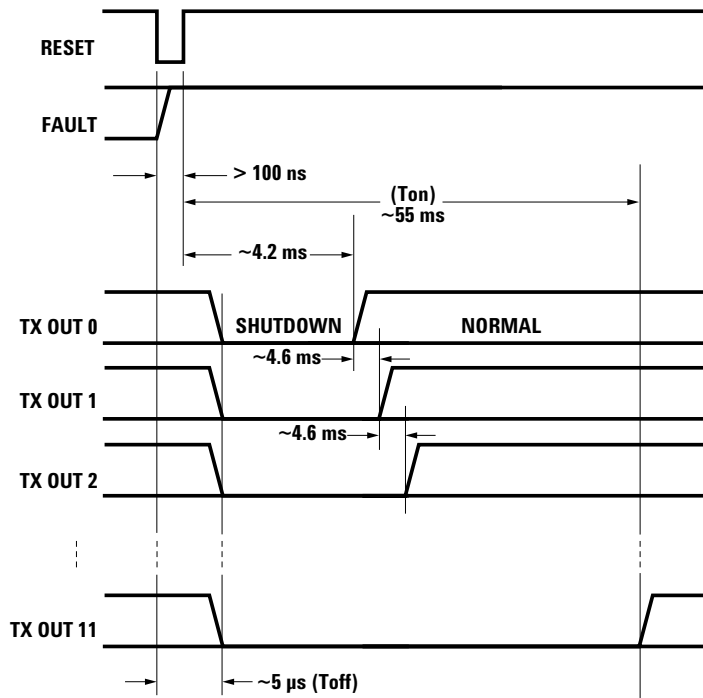 RESET
FAULT
> 100 ns
(Ton)
~55 ms
~4.2 ms
TX OUT 0
SHUTDOWN
NORMAL
~4.6 ms
TX OUT 1
~4.6 ms
TX OUT 2
TX OUT 11
~5 µs (Toff)